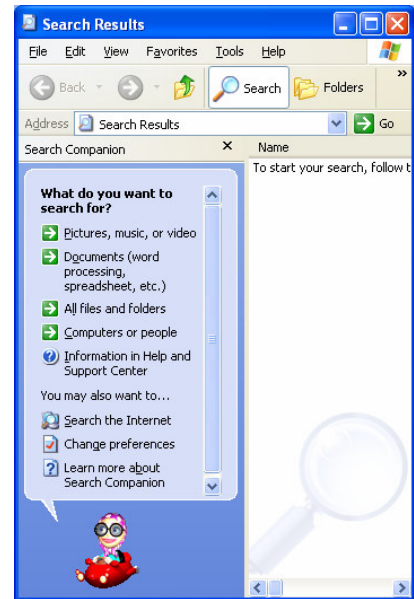 Search Results
File Edit View Favorites Tools Help
Back Search Folders »
Address Search Results Go
Search Companion × Name
To start your search, follow t
What do you want to
search for?
Pictures, music, or video
Documents (word
processing,
spreadsheet, etc.)
All files and folders
Computers or people
Information in Help and
Support Center
You may also want to...
Search the Internet
Change preferences
Learn more about
Search Companion